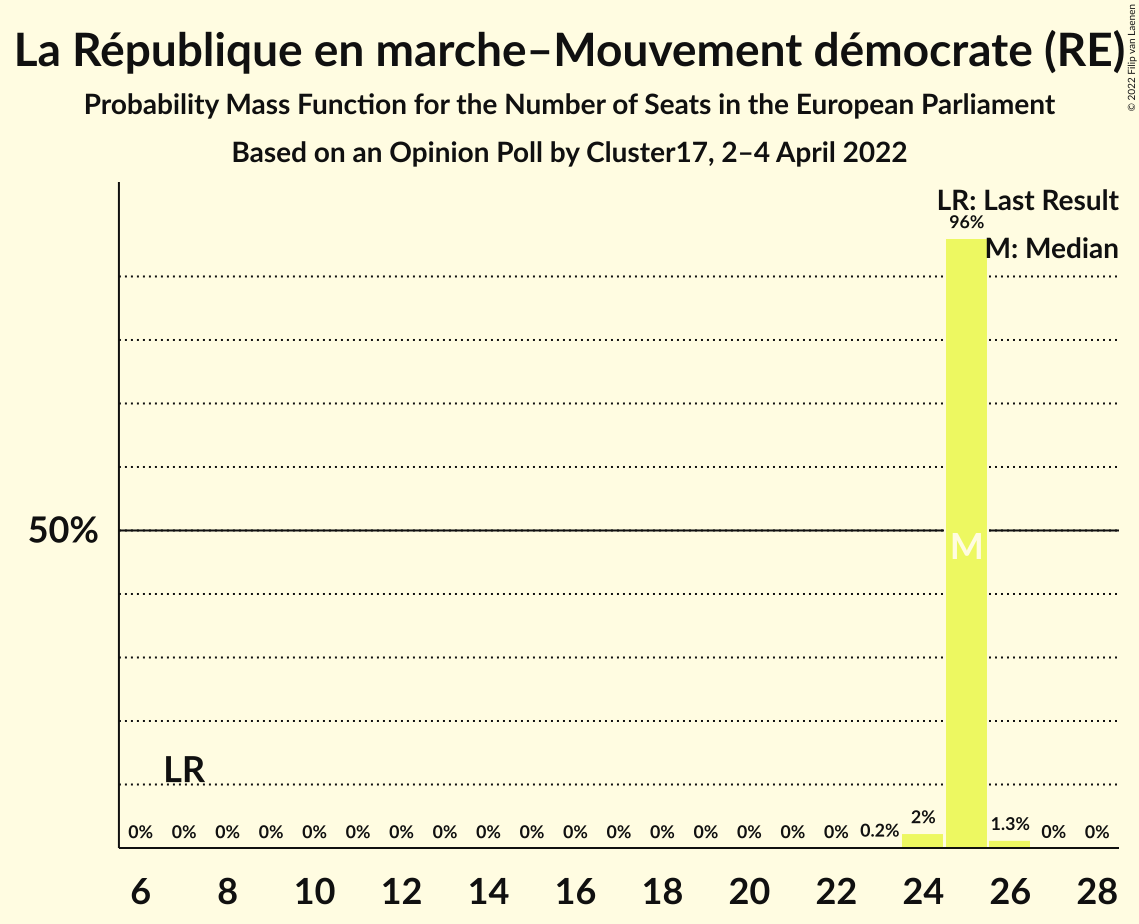 La République en marche–Mouvement démocrate (RE)
Probability Mass Function for the Number of Seats in the European Parliament
Based on an Opinion Poll by Cluster17, 2–4 April 2022
© 2022 Filip van Laenen
LR: Last Result
96%
M: Median
50%
M
LR
0% 0% 0% 0% 0% 0% 0% 0% 0% 0% 0% 0% 0% 0% 0% 0% 0% 0.2% 2% 1.3% 0% 0%
6 8 10 12 14 16 18 20 22 24 26 28